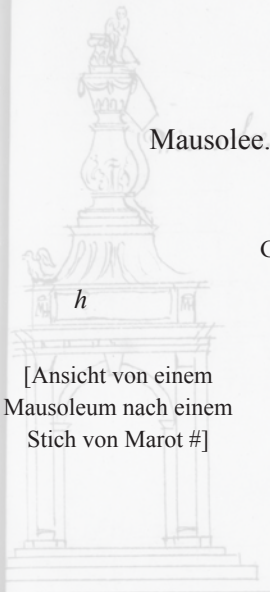 Mausolee.
h
[Ansicht von einem
Mausoleum nach einem
Stich von Marot #]